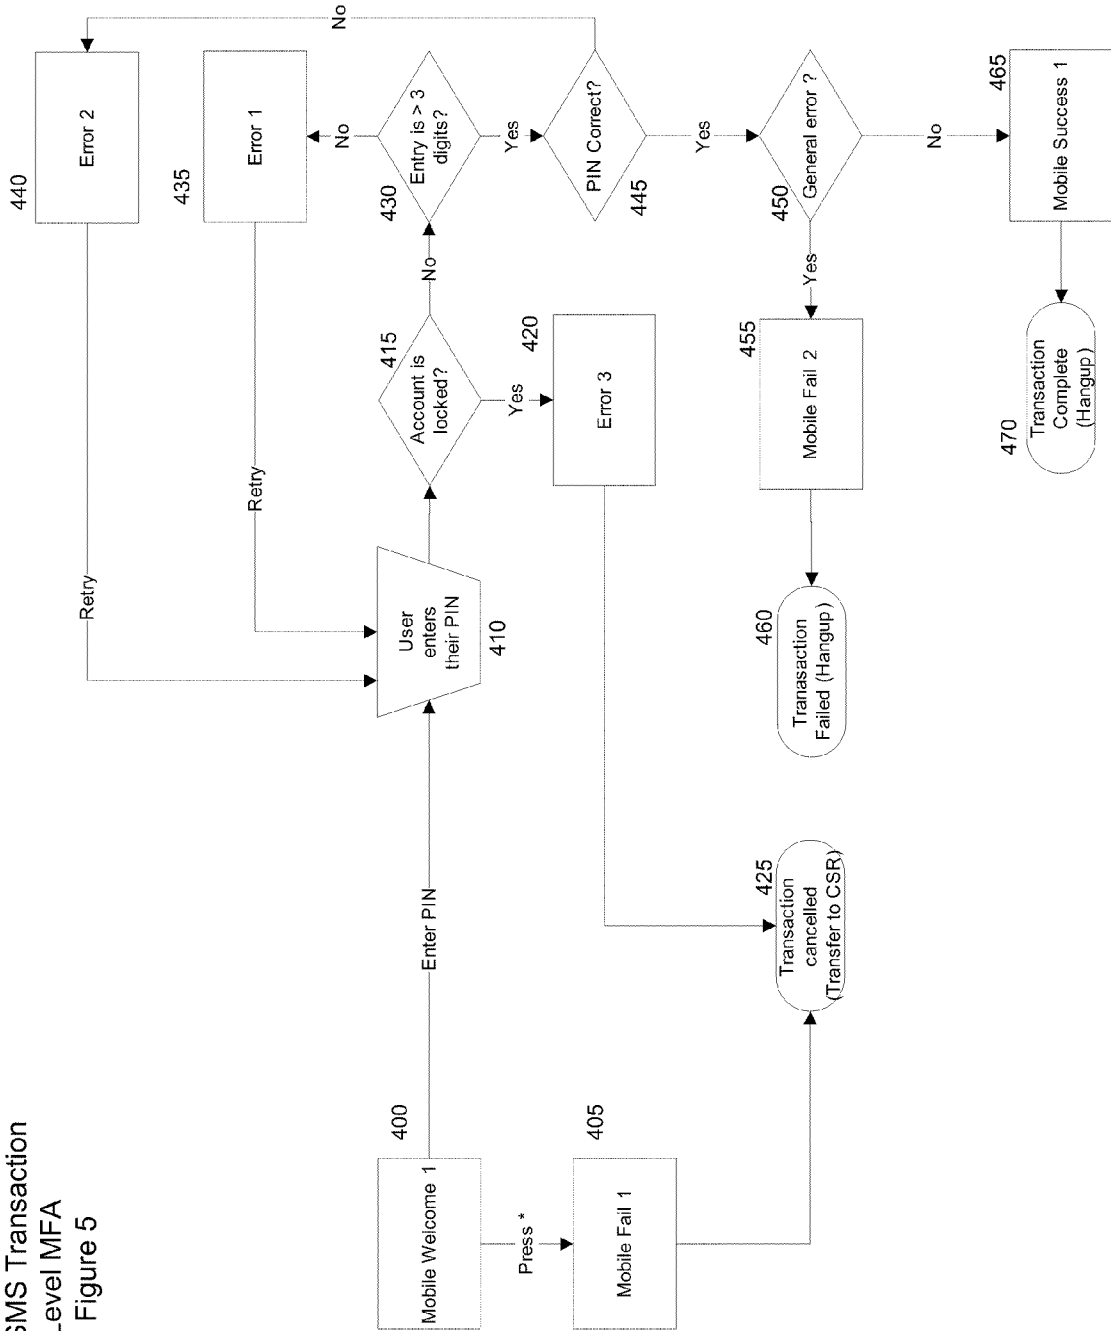 SMS Transaction
Level MFA
Figure 5
Mobile Welcome 1
400
Press *
Mobile Fail 1
405
Enter PIN
User
enters
their PIN
410
Retry
Retry
Account is
locked?
415
Yes
Error 3
420
Transaction
cancelled
(Transfer to CSR)
425
No
Entry is > 3
digits?
430
No
Error 1
435
Error 2
440
Yes
PIN Correct?
445
No
Yes
General error ?
450
Yes
Mobile Fail 2
455
Tranasaction
Failed (Hangup)
460
No
Mobile Success 1
465
Transaction
Complete
(Hangup )
470